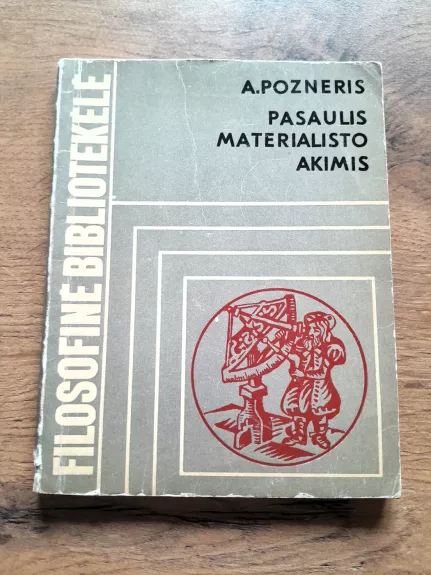 A.POZNERIS
PASAULIS
MATERIALISTO
AKIMIS
FILOSOFINĖ BIBLIOTEKĖLĖ